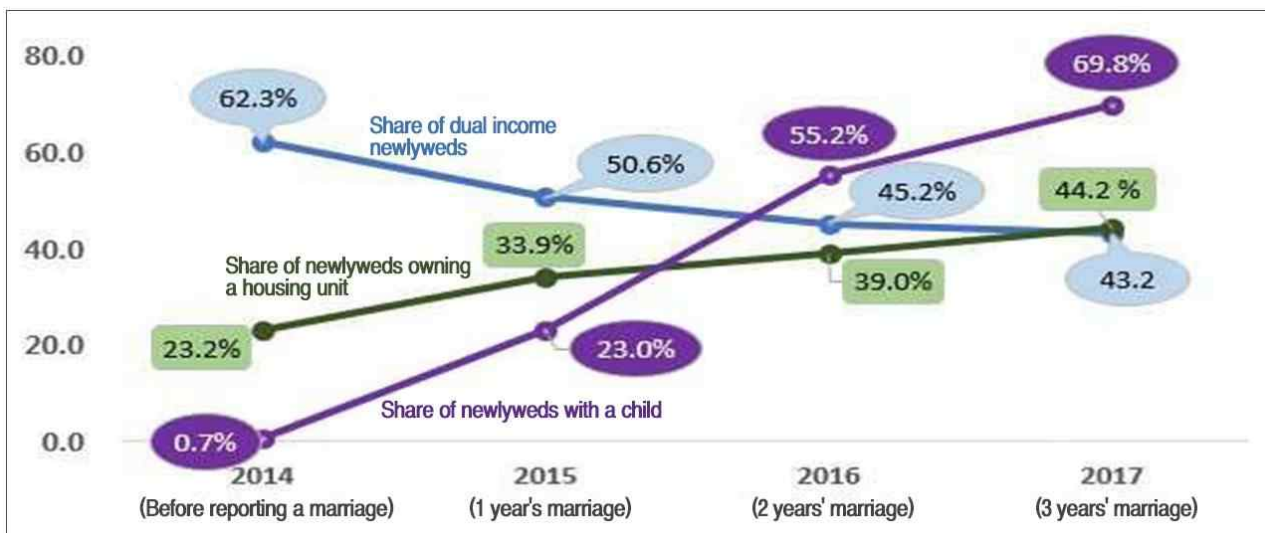 80.0
69.8%
62.3%
Share of dual income
newlyweds
60.0
55.2%
50.6%
45.2%
44.2 %
40.0
33.9%
Share of newlyweds owning
a housing unit
39.0%
43.2
23.2%
20.0
23.0%
Share of newlyweds with a child
0.0
0.7%
2014
2015
2016
2017
(Before reporting a marriage)
(1 year's marriage)
(2 years' marriage)
(3 years' marriage)